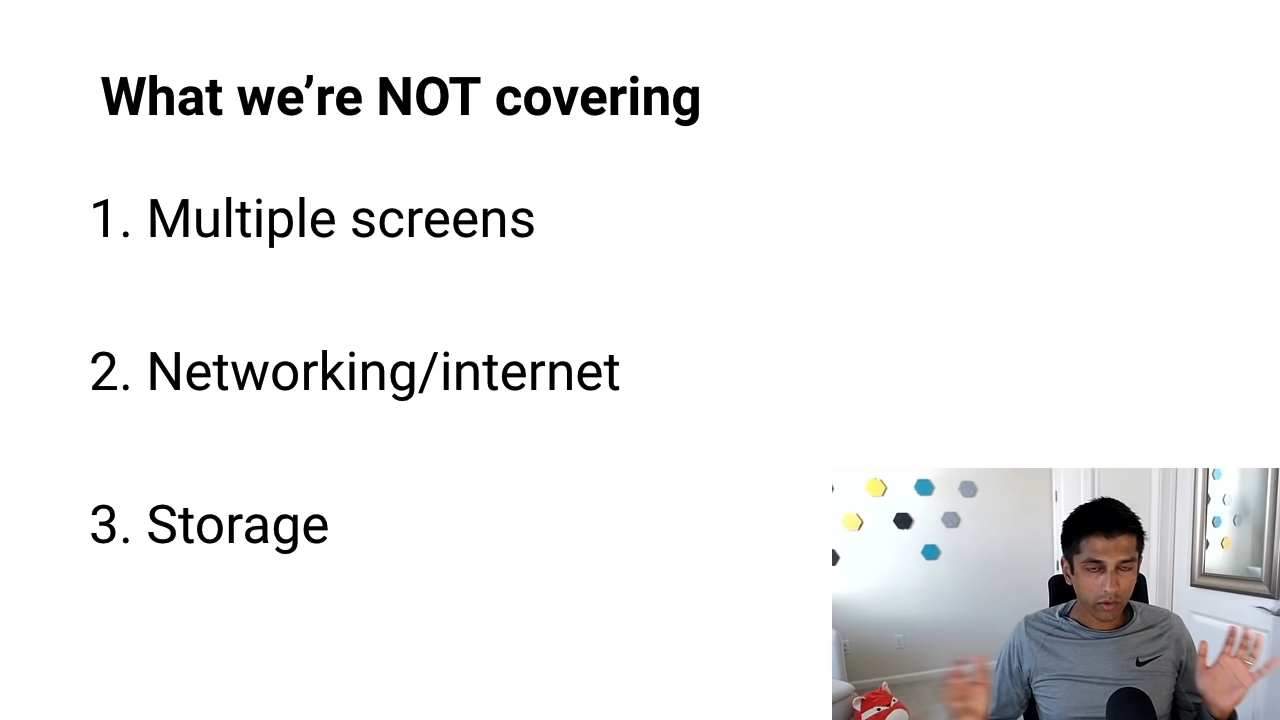 What we’re NOT covering
1. Multiple screens
2. Networking/internet
3. Storage